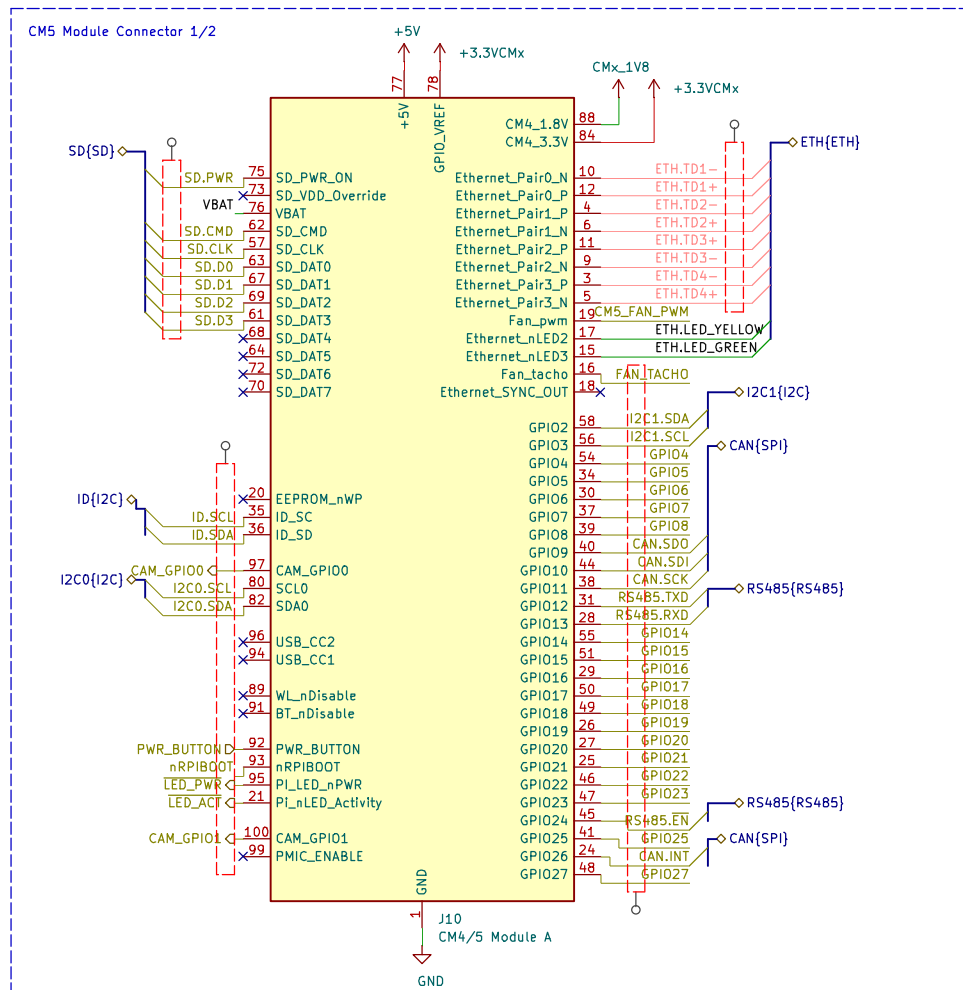 CM5 Module Connector 1/2
+5V
+3.3VCMx
CMx_1V8
+3.3VCMx
77
78
+5V
GPIO_VREF
CM4_1.8V 88
CM4_3.3V 84
SD{SD}
ETH{ETH}
SD.PWR 75 SD_PWR_ON
73 SD_VDD_Override
VBAT 76 VBAT
SD.CMD 62 SD_CMD
SD.CLK 57 SD_CLK
SD.D0 63 SD_DAT0
SD.D1 67 SD_DAT1
SD.D2 69 SD_DAT2
SD.D3 61 SD_DAT3
68 SD_DAT4
64 SD_DAT5
72 SD_DAT6
70 SD_DAT7
Ethernet_Pair0_N 10 ETH.TD1-
Ethernet_Pair0_P 12 ETH.TD1+
Ethernet_Pair1_P 4 ETH.TD2-
Ethernet_Pair1_N 6 ETH.TD2+
Ethernet_Pair2_P 11 ETH.TD3+
Ethernet_Pair2_N 9 ETH.TD3-
Ethernet_Pair3_P 3 ETH.TD4-
Ethernet_Pair3_N 5 ETH.TD4+
Fan_pwm 19 CM5_FAN_PWM
Ethernet_nLED2 17 ETH.LED_YELLOW
Ethernet_nLED3 15 ETH.LED_GREEN
Fan_tacho 16 FAN_TACHO
Ethernet_SYNC_OUT 18
I2C1{I2C}
CAN{SPI}
GPIO2 58 I2C1.SDA
GPIO3 56 I2C1.SCL
GPIO4 54 GPIO4
GPIO5 34 GPIO5
GPIO6 30 GPIO6
GPIO7 37 GPIO7
GPIO8 39 GPIO8
GPIO9 40 CAN.SDO
GPIO10 44 CAN.SDI
GPIO11 38 CAN.SCK
GPIO12 31 RS485.TXD
GPIO13 28 RS485.RXD
RS485{RS485}
GPIO14 55 GPIO14
GPIO15 51 GPIO15
GPIO16 29 GPIO16
GPIO17 50 GPIO17
GPIO18 49 GPIO18
GPIO19 26 GPIO19
GPIO20 27 GPIO20
GPIO21 25 GPIO21
GPIO22 46 GPIO22
GPIO23 47 GPIO23
GPIO24 45 RS485.EN
RS485{RS485}
GPIO25 41 GPIO25
GPIO26 24 CAN.INT
CAN{SPI}
GPIO27 48 GPIO27
20 EEPROM_nWP
ID{I2C}
ID.SCL 35 ID_SC
ID.SDA 36 ID_SD
CAM_GPIO0 97 CAM_GPIO0
I2C0{I2C}
I2C0.SCL 80 SCL0
I2C0.SDA 82 SDA0
96 USB_CC2
94 USB_CC1
89 WL_nDisable
91 BT_nDisable
PWR_BUTTON 92 PWR_BUTTON
nRPIBOOT 93 nRPIBOOT
LED_PWR 95 PI_LED_nPWR
LED_ACT 21 Pi_nLED_Activity
CAM_GPIO1 100 CAM_GPIO1
99 PMIC_ENABLE
GND
1
J10
CM4/5 Module A
GND